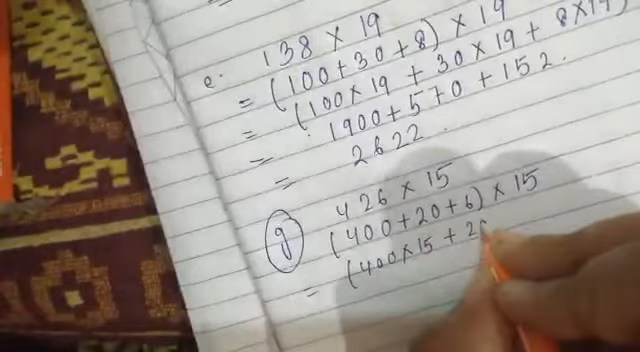 e. 138 × 19
= (100+30+8) × 19
= (100×19 + 30×19 + 8×19)
= 1900+570+152.
= 2622.
g) 426 × 15
(400+20+6) × 15
= (400×15 + 20